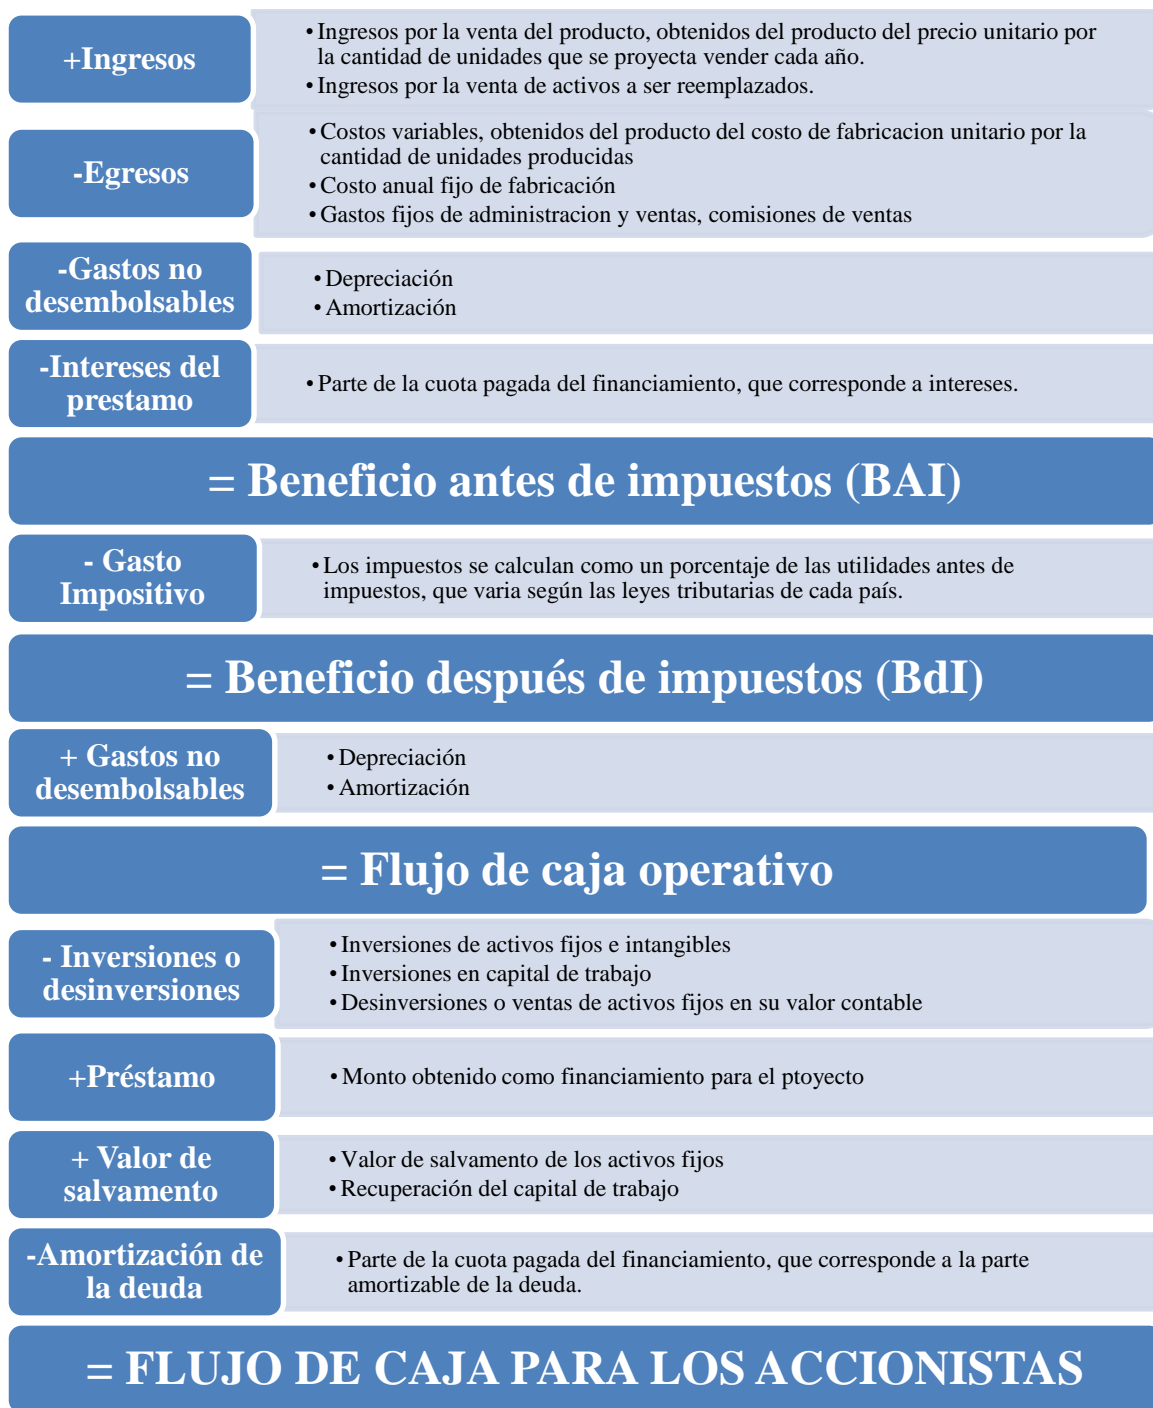 +Ingresos
• Ingresos por la venta del producto, obtenidos del producto del precio unitario por
la cantidad de unidades que se proyecta vender cada año.
• Ingresos por la venta de activos a ser reemplazados.
-Egresos
• Costos variables, obtenidos del producto del costo de fabricacion unitario por la
cantidad de unidades producidas
• Costo anual fijo de fabricación
• Gastos fijos de administracion y ventas, comisiones de ventas
-Gastos no
desembolsables
• Depreciación
• Amortización
-Intereses del
prestamo
• Parte de la cuota pagada del financiamiento, que corresponde a intereses.
= Beneficio antes de impuestos (BAI)
- Gasto
Impositivo
• Los impuestos se calculan como un porcentaje de las utilidades antes de
impuestos, que varia según las leyes tributarias de cada país.
= Beneficio después de impuestos (BdI)
+ Gastos no
desembolsables
• Depreciación
• Amortización
= Flujo de caja operativo
- Inversiones o
desinversiones
• Inversiones de activos fijos e intangibles
• Inversiones en capital de trabajo
• Desinversiones o ventas de activos fijos en su valor contable
+Préstamo
• Monto obtenido como financiamiento para el ptoyecto
+ Valor de
salvamento
• Valor de salvamento de los activos fijos
• Recuperación del capital de trabajo
-Amortización de
la deuda
• Parte de la cuota pagada del financiamiento, que corresponde a la parte
amortizable de la deuda.
= FLUJO DE CAJA PARA LOS ACCIONISTAS